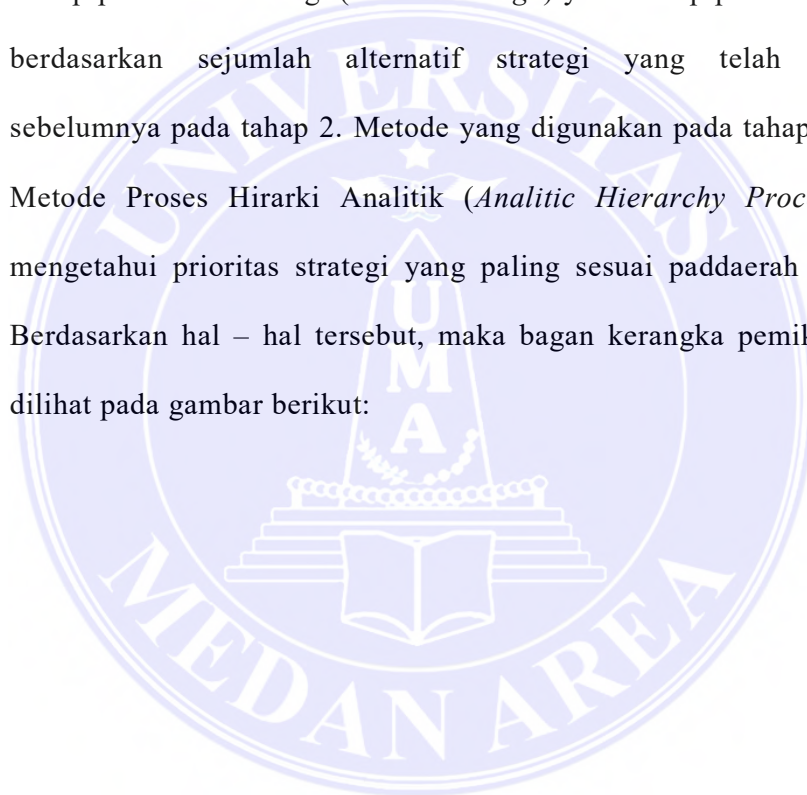 berdasarkan sejumlah alternatif strategi yang telah
sebelumnya pada tahap 2. Metode yang digunakan pada tahap
Metode Proses Hirarki Analitik (Analitic Hierarchy Proc
mengetahui prioritas strategi yang paling sesuai paddaerah
Berdasarkan hal – hal tersebut, maka bagan kerangka pemik
dilihat pada gambar berikut:
UNIVERSITAS
UMA
MEDAN AREA